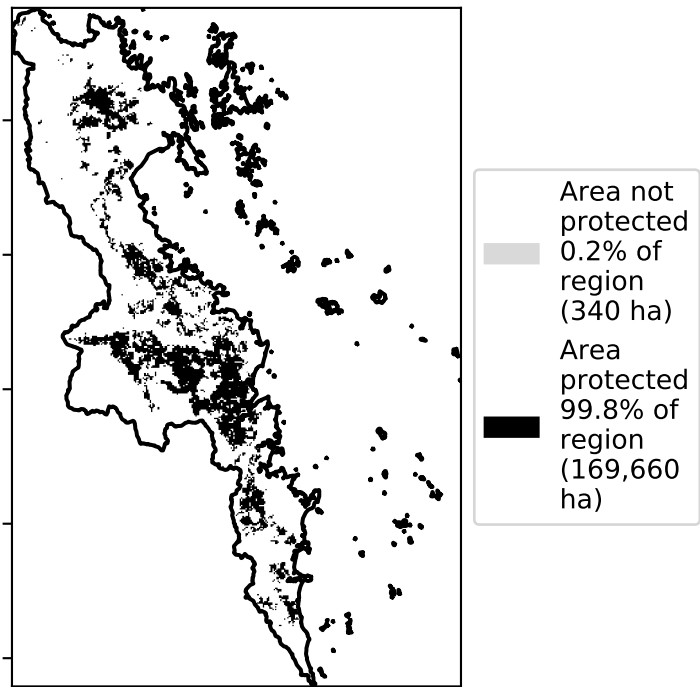 Area not
protected
0.2% of
region
(340 ha)
Area
protected
99.8% of
region
(169,660
ha)